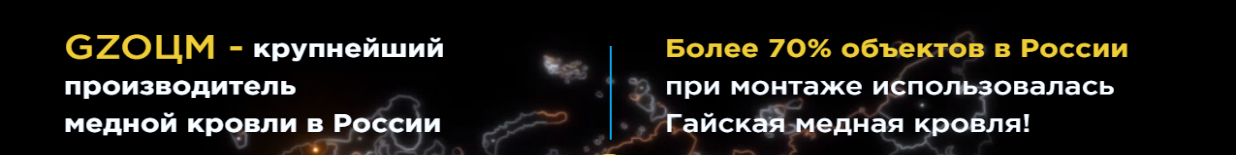 GZОЦМ - крупнейший
производитель
медной кровли в России
Более 70% объектов в России
при монтаже использовалась
Гайская медная кровля!